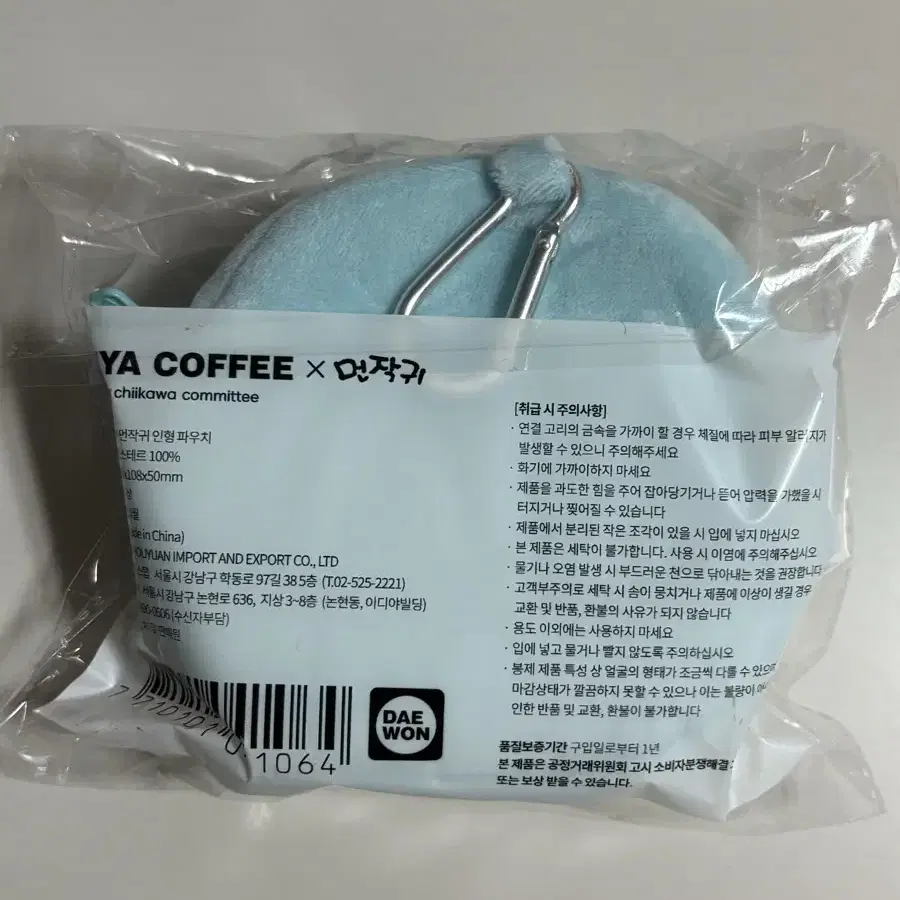 YA COFFEE × 먼작귀
chiikawa committee
먼작귀 인형 파우치
스테르 100%
x108x50mm
상
de in China)
OUYUAN IMPORT AND EXPORT CO., LTD
서울시 강남구 학동로 97길 38 5층 (T.02-525-2221)
서울시 강남구 논현로 636, 지상 3~8층 (논현동, 이디야빌딩)
(수신자부담)
1064
DAE
WON
[취급 시 주의사항]
· 연결 고리의 금속을 가까이 할 경우 체질에 따라 피부 알러지가
발생할 수 있으니 주의해주세요
· 화기에 가까이하지 마세요
· 제품을 과도한 힘을 주어 잡아당기거나 뜯어 압력을 가했을 시
터지거나 찢어질 수 있습니다
· 제품에서 분리된 작은 조각이 있을 시 입에 넣지 마십시오
· 본 제품은 세탁이 불가합니다. 사용 시 이염에 주의해주십시오
· 물기나 오염 발생 시 부드러운 천으로 닦아내는 것을 권장합니다
· 고객부주의로 세탁 시 솜이 뭉치거나 제품에 이상이 생길 경우
교환 및 반품, 환불의 사유가 되지 않습니다
· 용도 이외에는 사용하지 마세요
· 입에 넣고 물거나 빨지 않도록 주의하십시오
· 봉제 제품 특성 상 얼굴의 형태가 조금씩 다를 수 있으며
마감상태가 깔끔하지 못할 수 있으나 이는 불량이 아
인한 반품 및 교환, 환불이 불가합니다
품질보증기간 구입일로부터 1년
본 제품은 공정거래위원회 고시 소비자분쟁해결
또는 보상 받을 수 있습니다.